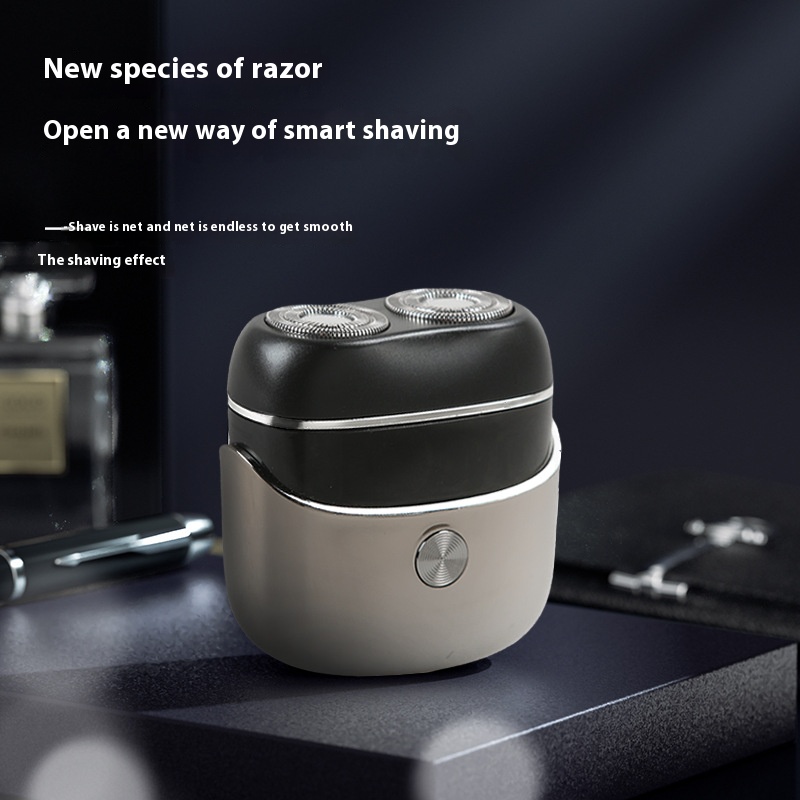 New species of razor
Open a new way of smart shaving
—Shave is net and net is endless to get smooth
The shaving effect